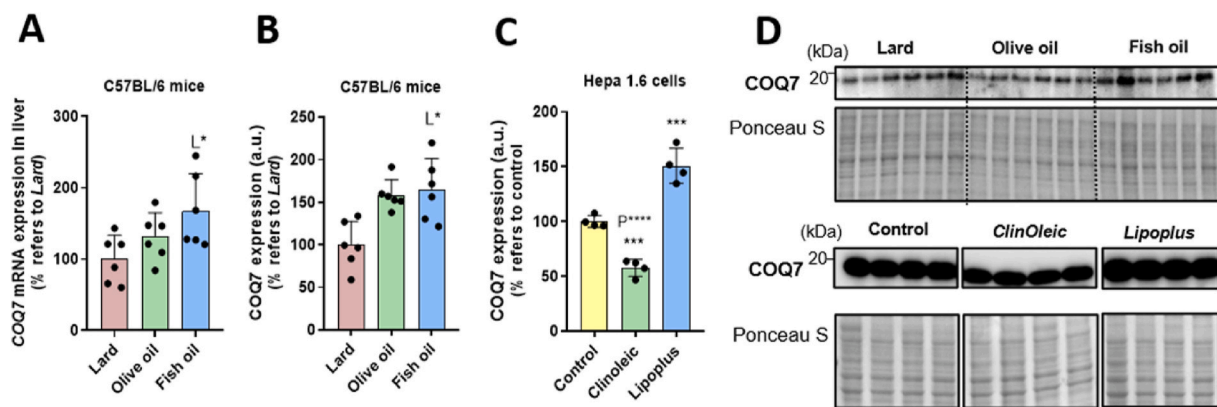 A
C57BL/6 mice
COQ7 mRNA expression in liver
(% refers to Lard)
250
200
150
100
50
0
L*
Lard
Olive oil
Fish oil
B
C57BL/6 mice
COQ7 expression (a.u.)
(% refers to Lard)
250
200
150
100
50
0
L*
Lard
Olive oil
Fish oil
C
Hepa 1.6 cells
COQ7 expression (a.u.)
(% refers to control)
200
150
100
50
0
P****
***
***
Control
Clinoleic
Lipoplus
D
(kDa)
Lard
Olive oil
Fish oil
COQ7
20
Ponceau S
(kDa)
Control
ClinOleic
Lipoplus
COQ7
20
Ponceau S